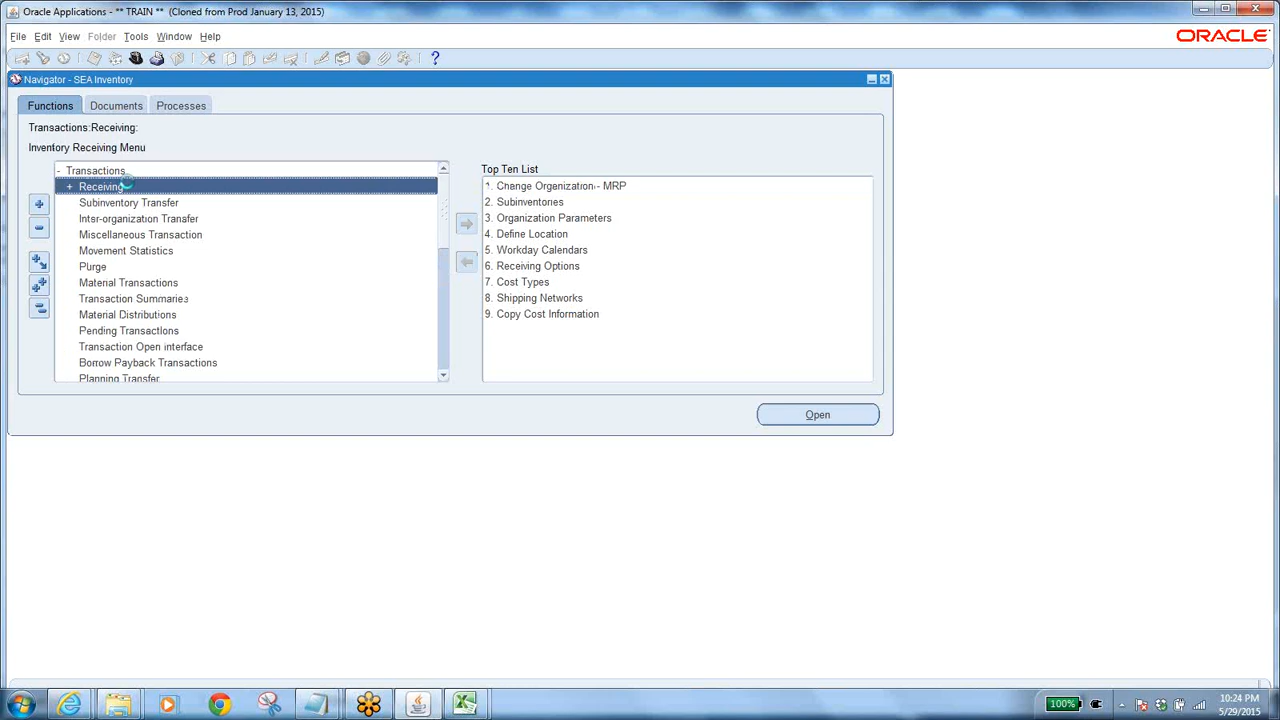 Oracle Applications - ** TRAIN ** (Cloned from Prod January 13, 2015)
File Edit View Folder Tools Window Help
ORACLE
Navigator - SEA Inventory
Functions Documents Processes
Transactions:Receiving:
Inventory Receiving Menu
- Transactions
+ Receiving
Subinventory Transfer
Inter-organization Transfer
Miscellaneous Transaction
Movement Statistics
Purge
Material Transactions
Transaction Summaries
Material Distributions
Pending Transactions
Transaction Open interface
Borrow Payback Transactions
Planning Transfer
Top Ten List
1. Change Organization-- MRP
2. Subinventories
3. Organization Parameters
4. Define Location
5. Workday Calendars
6. Receiving Options
7. Cost Types
8. Shipping Networks
9. Copy Cost Information
Open
100%
10:24 PM
5/29/2015